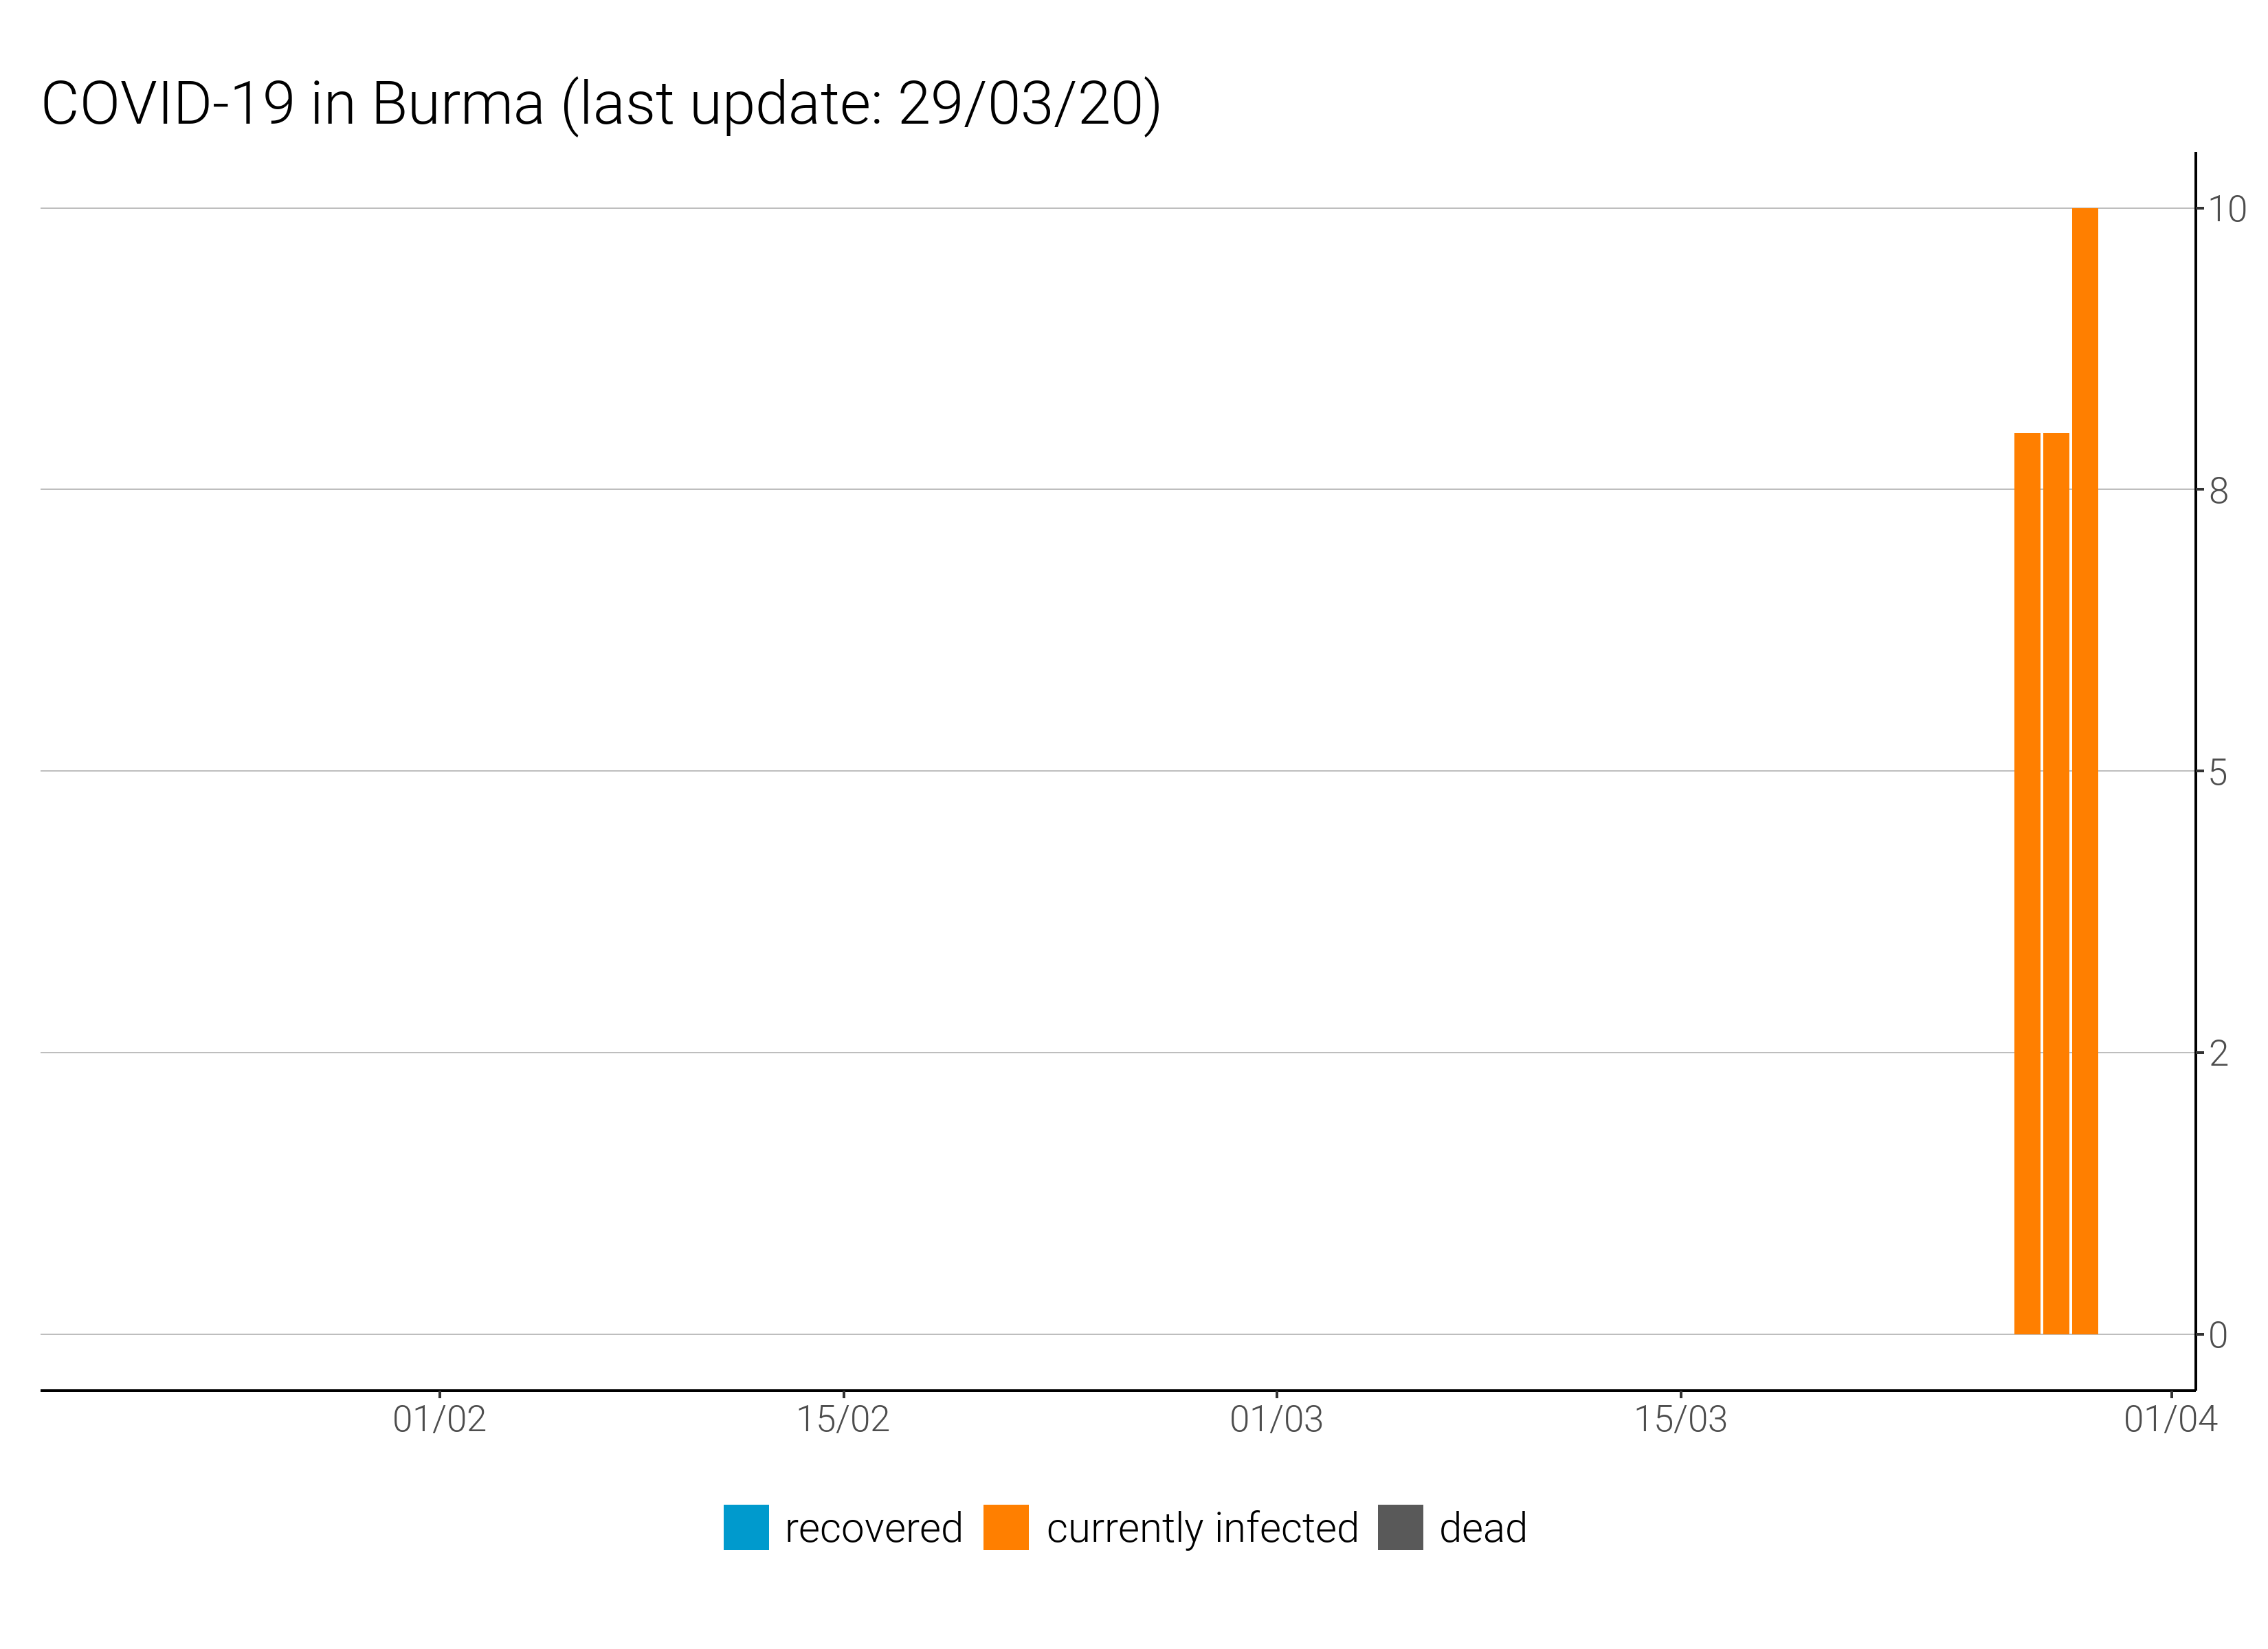 COVID-19 in Burma (last update: 29/03/20)
10
8
5
2
0
01/02 15/02 01/03 15/03 01/04
recovered currently infected dead